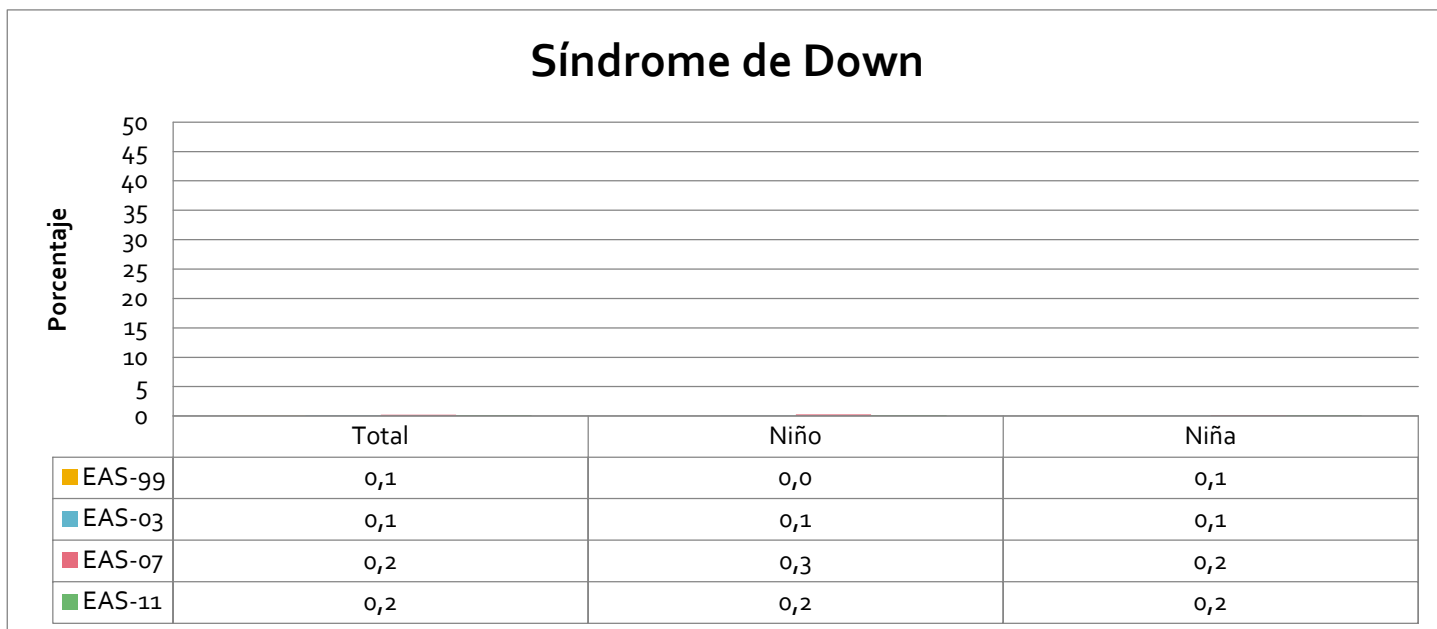 Síndrome de Down
50
45
40
35
30
25
20
15
10
5
0
Porcentaje
Total Niño Niña
EAS-99 0,1 0,0 0,1
EAS-03 0,1 0,1 0,1
EAS-07 0,2 0,3 0,2
EAS-11 0,2 0,2 0,2